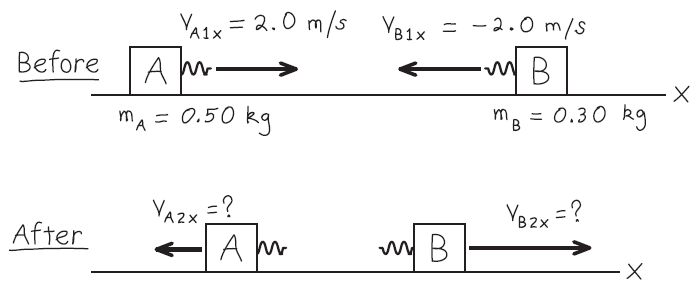 V_A1x = 2.0 m/s V_B1x = -2.0 m/s
Before A B
X
m_A = 0.50 kg m_B = 0.30 kg
V_A2x = ? V_B2x = ?
After A B
X